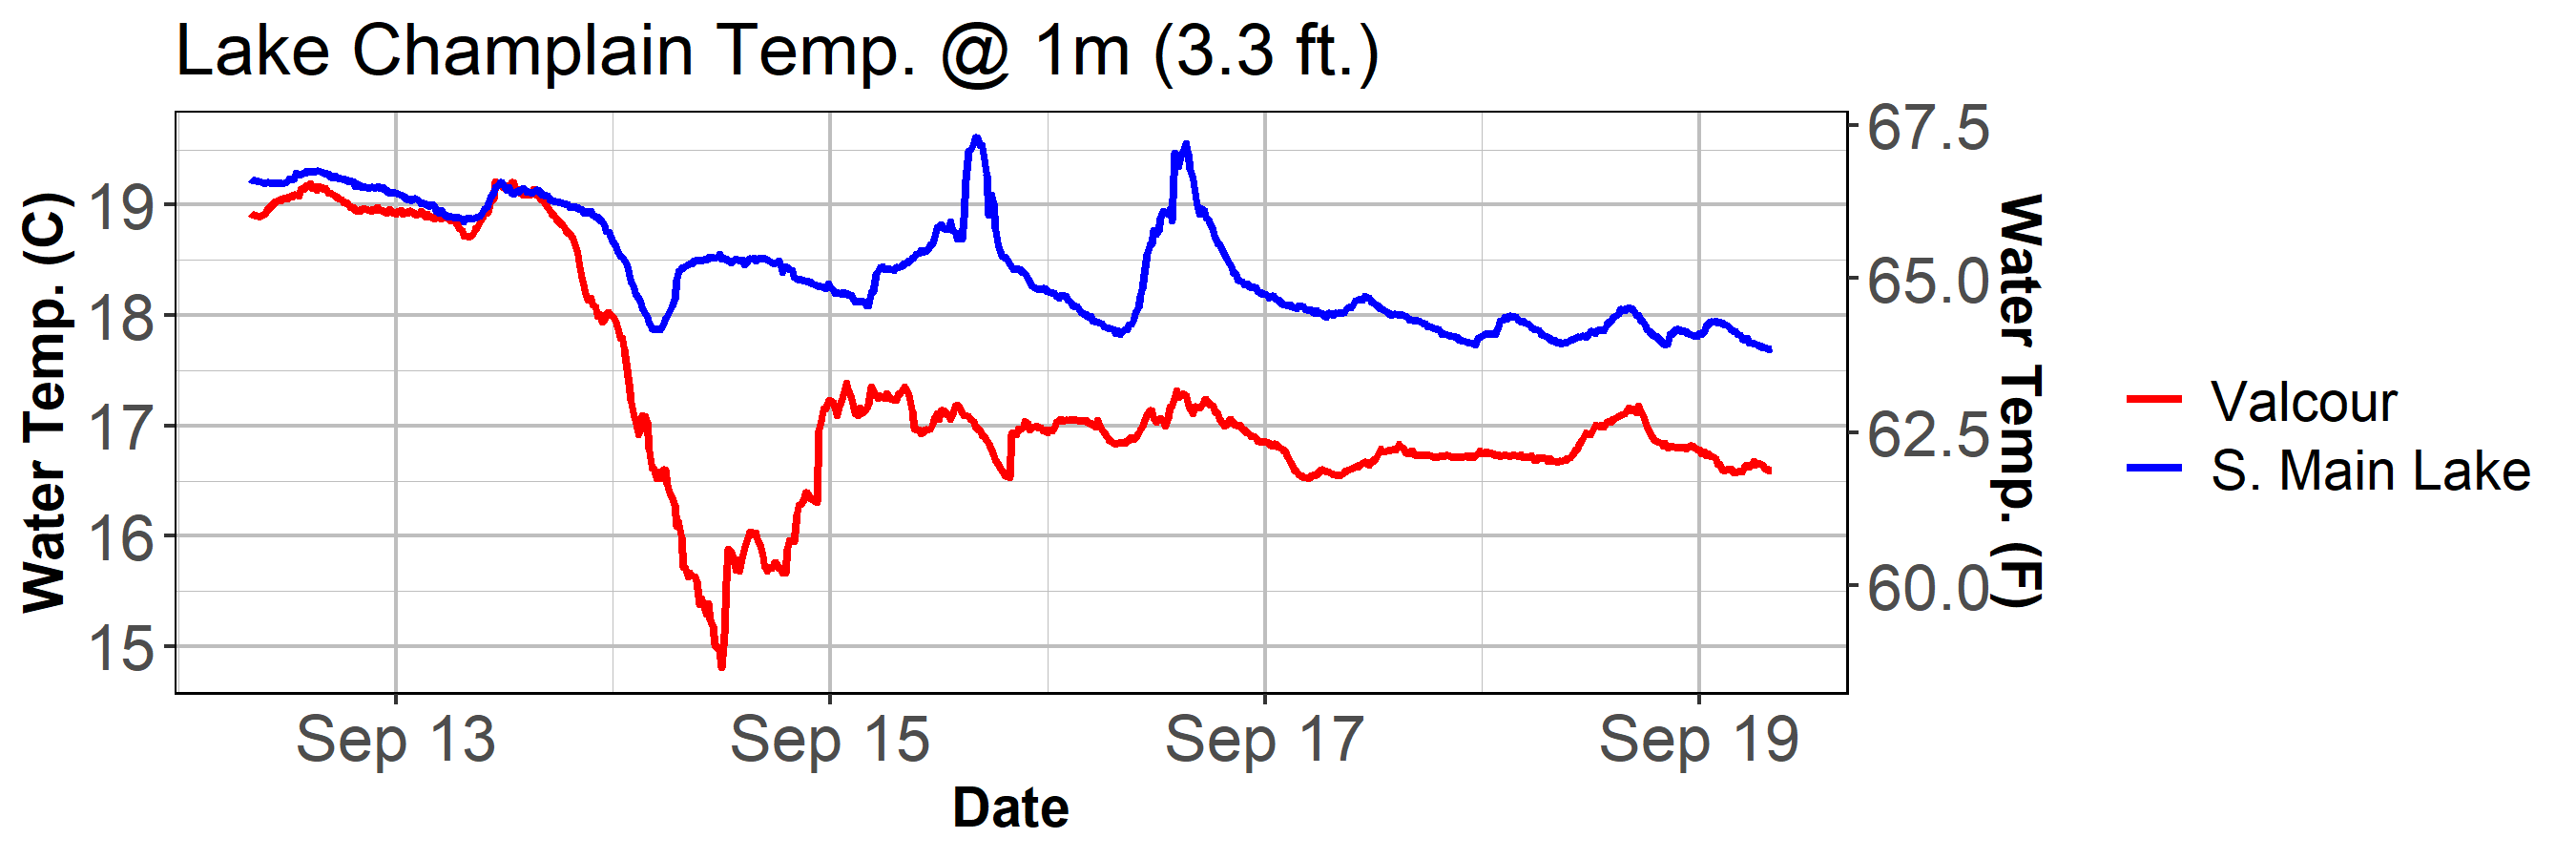 Lake Champlain Temp. @ 1m (3.3 ft.)
Water Temp. (C)
19
18
17
16
15
67.5
65.0
62.5
60.0
Water Temp. (F)
Sep 13
Sep 15
Sep 17
Sep 19
Date
Valcour
S. Main Lake